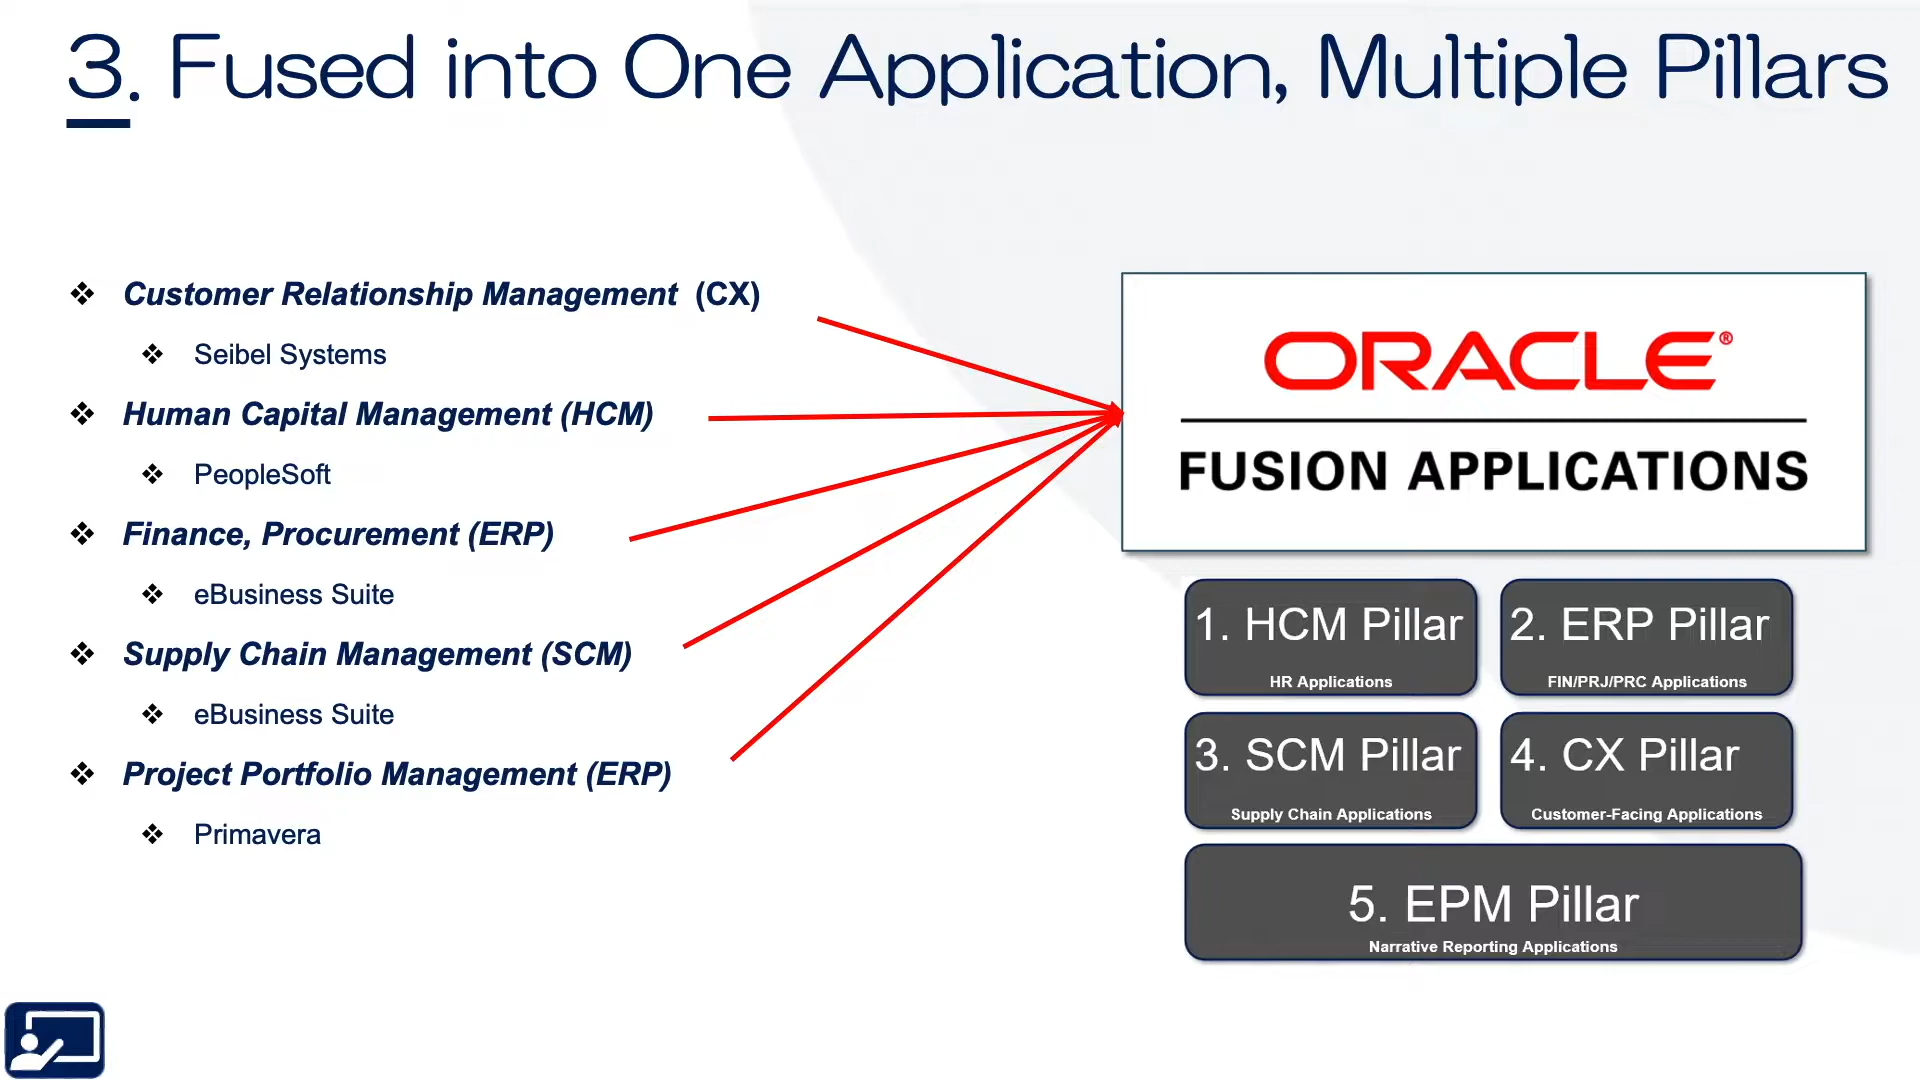 3. Fused into One Application, Multiple Pillars
❖ Customer Relationship Management (CX)
❖ Seibel Systems
❖ Human Capital Management (HCM)
❖ PeopleSoft
❖ Finance, Procurement (ERP)
❖ eBusiness Suite
❖ Supply Chain Management (SCM)
❖ eBusiness Suite
❖ Project Portfolio Management (ERP)
❖ Primavera
ORACLE®
FUSION APPLICATIONS
1. HCM Pillar
HR Applications
2. ERP Pillar
FIN/PRJ/PRC Applications
3. SCM Pillar
Supply Chain Applications
4. CX Pillar
Customer-Facing Applications
5. EPM Pillar
Narrative Reporting Applications